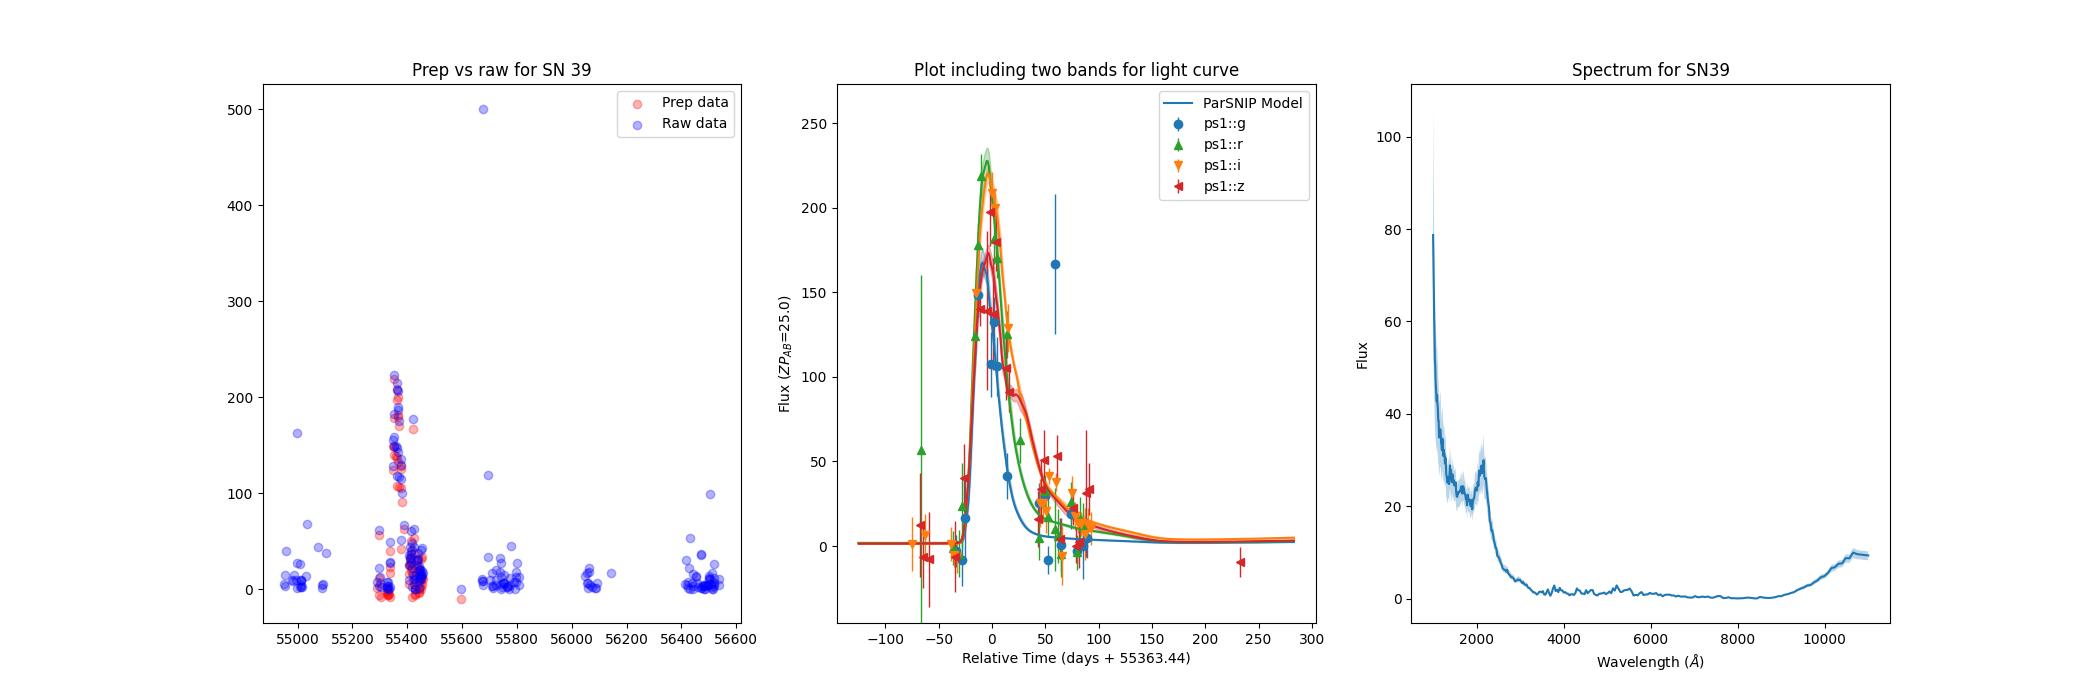 Prep vs raw for SN 39
Prep data
Raw data
500
400
300
200
100
0
55000 55200 55400 55600 55800 56000 56200 56400 56600
Plot including two bands for light curve
ParSNIP Model
ps1::g
ps1::r
ps1::i
ps1::z
Flux (ZP_AB=25.0)
250
200
150
100
50
0
−100 −50 0 50 100 150 200 250 300
Relative Time (days + 55363.44)
Spectrum for SN39
Flux
100
80
60
40
20
0
2000 4000 6000 8000 10000
Wavelength (Å)